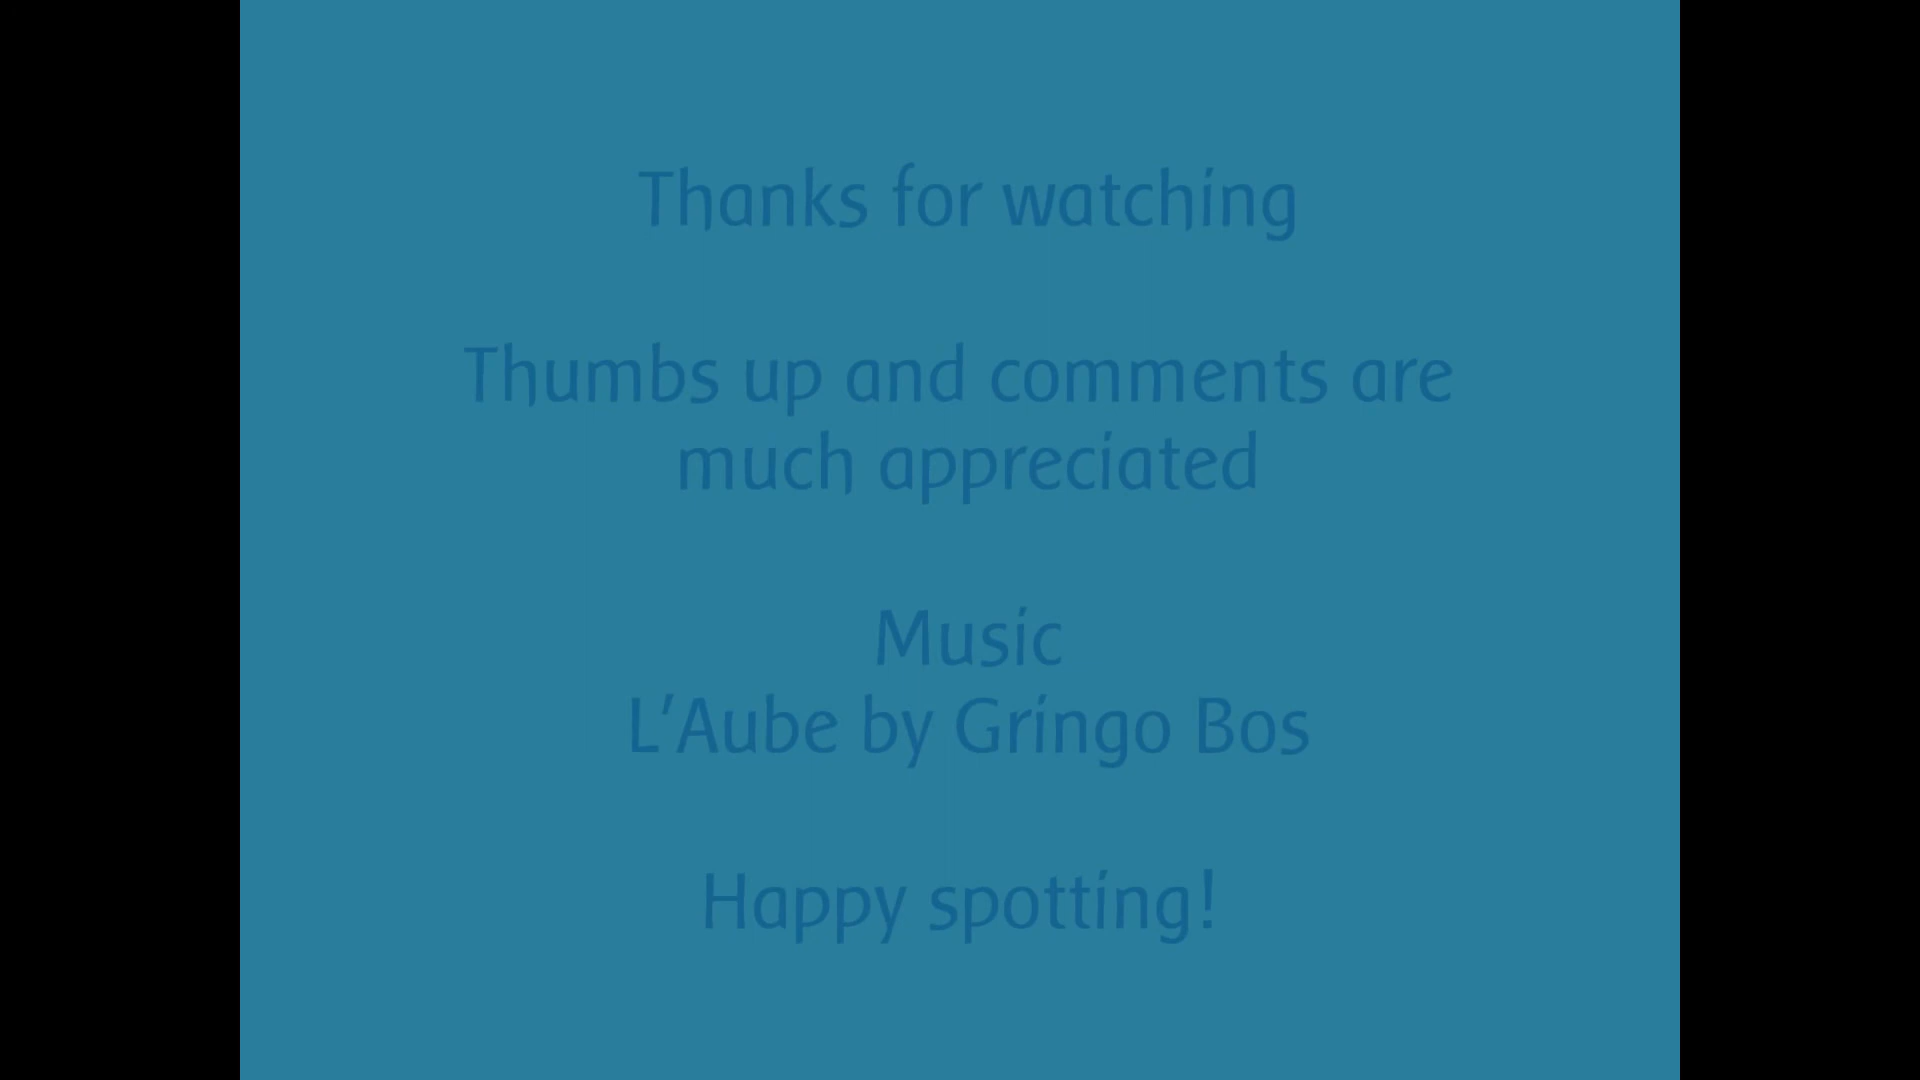 Thanks for watching
Thumbs up and comments are
much appreciated
Music
L’Aube by Gringo Bos
Happy spotting!